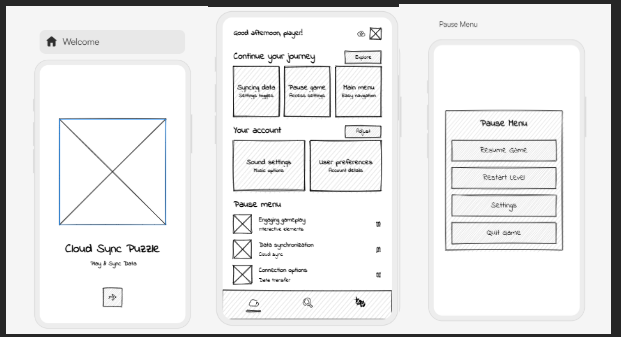 Welcome
Cloud Sync Puzzle
Play & Sync Data
Good afternoon, player!
Continue your journey
Explore
Syncing data
Settings toggles
Pause game
Access settings
Main menu
Easy navigation
Your account
Adjust
Sound settings
Music options
User preferences
Account details
Pause menu
Engaging gameplay
Interactive elements
Data synchronization
Cloud sync
Connection options
Data transfer
Pause Menu
Pause Menu
Resume Game
Restart Level
Settings
Quit Game